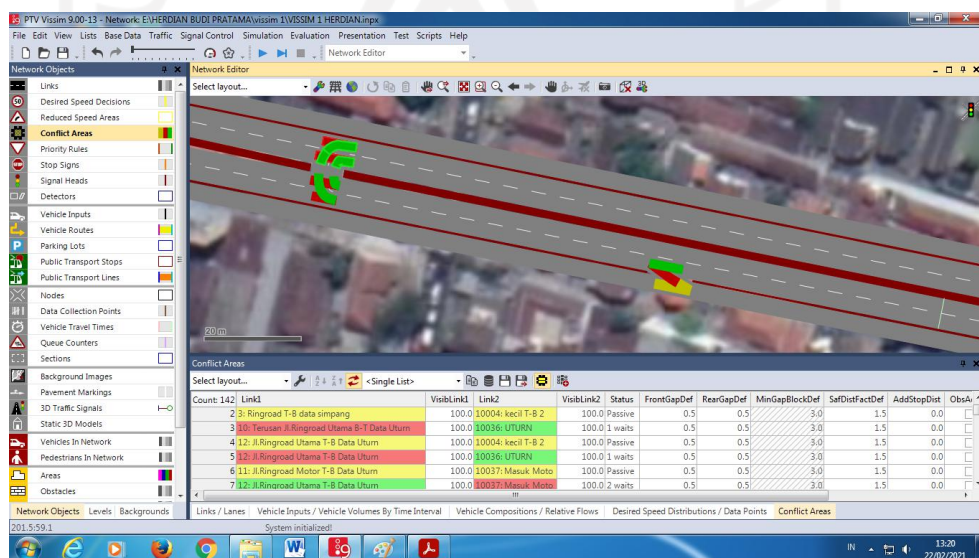 PTV Vissim 9.00-13 - Network: E:\HERDIAN BUDI PRATAMA\vissim 1\VISSIM 1 HERDIAN.inpx
File Edit View Lists Base Data Traffic Signal Control Simulation Evaluation Presentation Test Scripts Help
Network Editor
Network Objects
Links
Desired Speed Decisions
Reduced Speed Areas
Conflict Areas
Priority Rules
Stop Signs
Signal Heads
Detectors
Vehicle Inputs
Vehicle Routes
Parking Lots
Public Transport Stops
Public Transport Lines
Nodes
Data Collection Points
Vehicle Travel Times
Queue Counters
Sections
Background Images
Pavement Markings
3D Traffic Signals
Static 3D Models
Vehicles In Network
Pedestrians In Network
Areas
Obstacles
Network Objects Levels Backgrounds
Network Editor
Select layout...
20 m
Conflict Areas
Select layout... <Single List>
Count: 142 Link1 VisibLink1 Link2 VisibLink2 Status FrontGapDef RearGapDef MinGapBlockDef SafDistFactDef AddStopDist ObsA
2 3: Ringroad T-B data simpang 100.0 10004: kecil T-B 2 100.0 Passive 0.5 0.5 3.0 1.5 0.0
3 10: Terusan Jl.Ringroad Utama B-T Data Uturn 100.0 10036: UTURN 100.0 1 waits 0.5 0.5 3.0 1.5 0.0
4 12: Jl.Ringroad Utama T-B Data Uturn 100.0 10004: kecil T-B 2 100.0 Passive 0.5 0.5 3.0 1.5 0.0
5 12: Jl.Ringroad Utama T-B Data Uturn 100.0 10036: UTURN 100.0 1 waits 0.5 0.5 3.0 1.5 0.0
6 11: Jl.Ringroad Motor T-B Data Uturn 100.0 10037: Masuk Moto 100.0 Passive 0.5 0.5 3.0 1.5 0.0
7 12: Jl.Ringroad Utama T-B Data Uturn 100.0 10037: Masuk Moto 100.0 2 waits 0.5 0.5 3.0 1.5 0.0
Links / Lanes Vehicle Inputs / Vehicle Volumes By Time Interval Vehicle Compositions / Relative Flows Desired Speed Distributions / Data Points Conflict Areas
201.5:59.1 System initialized!
IN 13:20
22/02/2021